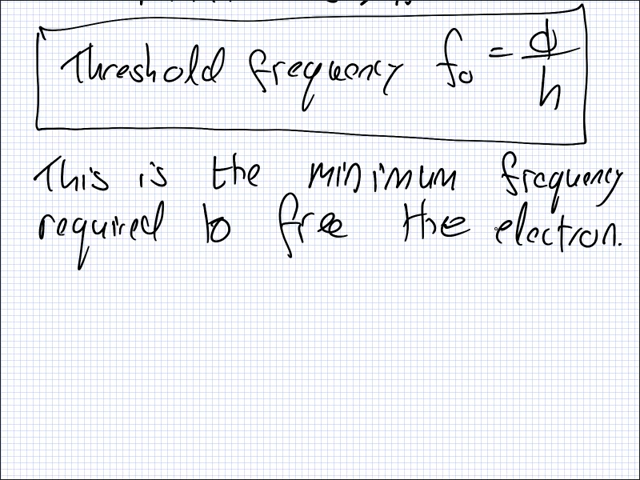 Threshold frequency f₀ = ϕ/h
This is the minimum frequency
required to free the electron.